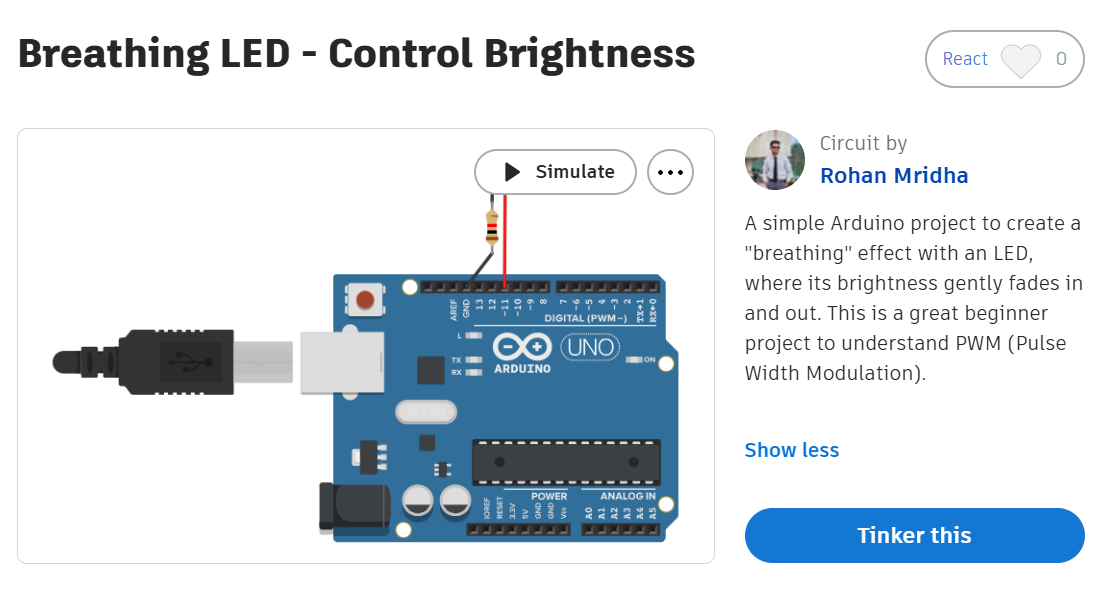 Breathing LED - Control Brightness
React 0
Simulate
Circuit by
Rohan Mridha
A simple Arduino project to create a
"breathing" effect with an LED,
where its brightness gently fades in
and out. This is a great beginner
project to understand PWM (Pulse
Width Modulation).
Show less
Tinker this
AREF
GND
13
12
~11
~10
~9
8
7
~6
~5
~4
~3
2
TX→1
RX←0
DIGITAL (PWM~)
L
TX
RX
ARDUINO
UNO
ON
POWER
ANALOG IN
IOREF
RESET
3.3V
5V
GND
GND
Vin
A0
A1
A2
A3
A4
A5